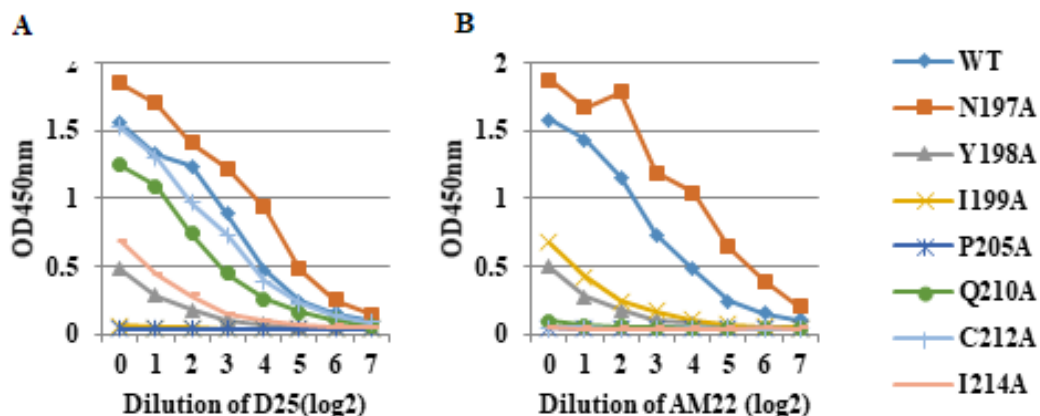 A
B
2
1.5
1
0.5
0
0 1 2 3 4 5 6 7
OD450nm
Dilution of D25(log2)
2
1.5
1
0.5
0
0 1 2 3 4 5 6 7
OD450nm
Dilution of AM22 (log2)
WT
N197A
Y198A
I199A
P205A
Q210A
C212A
I214A